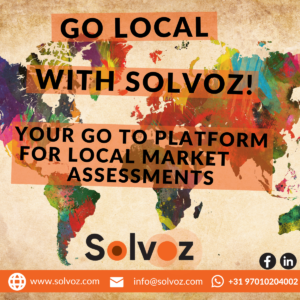 GO LOCAL
WITH SOLVOZ!
YOUR GO TO PLATFORM
FOR LOCAL MARKET
ASSESSMENTS
Solvoz
www.solvoz.com info@solvoz.com +31 97010204002